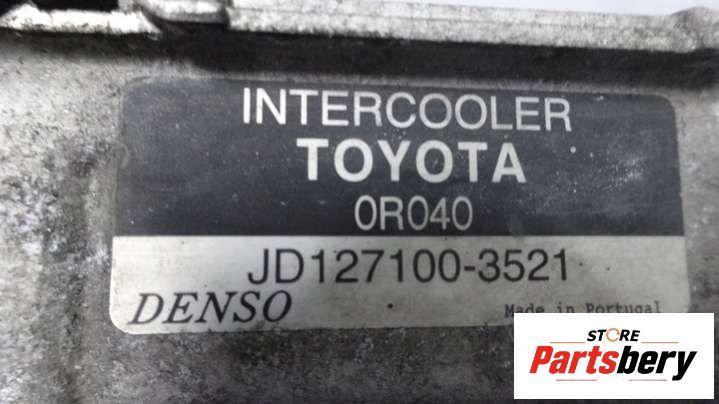 INTERCOOLER
TOYOTA
0R040
JD127100-3521
DENSO
Made in Portugal
STORE
Partsbery